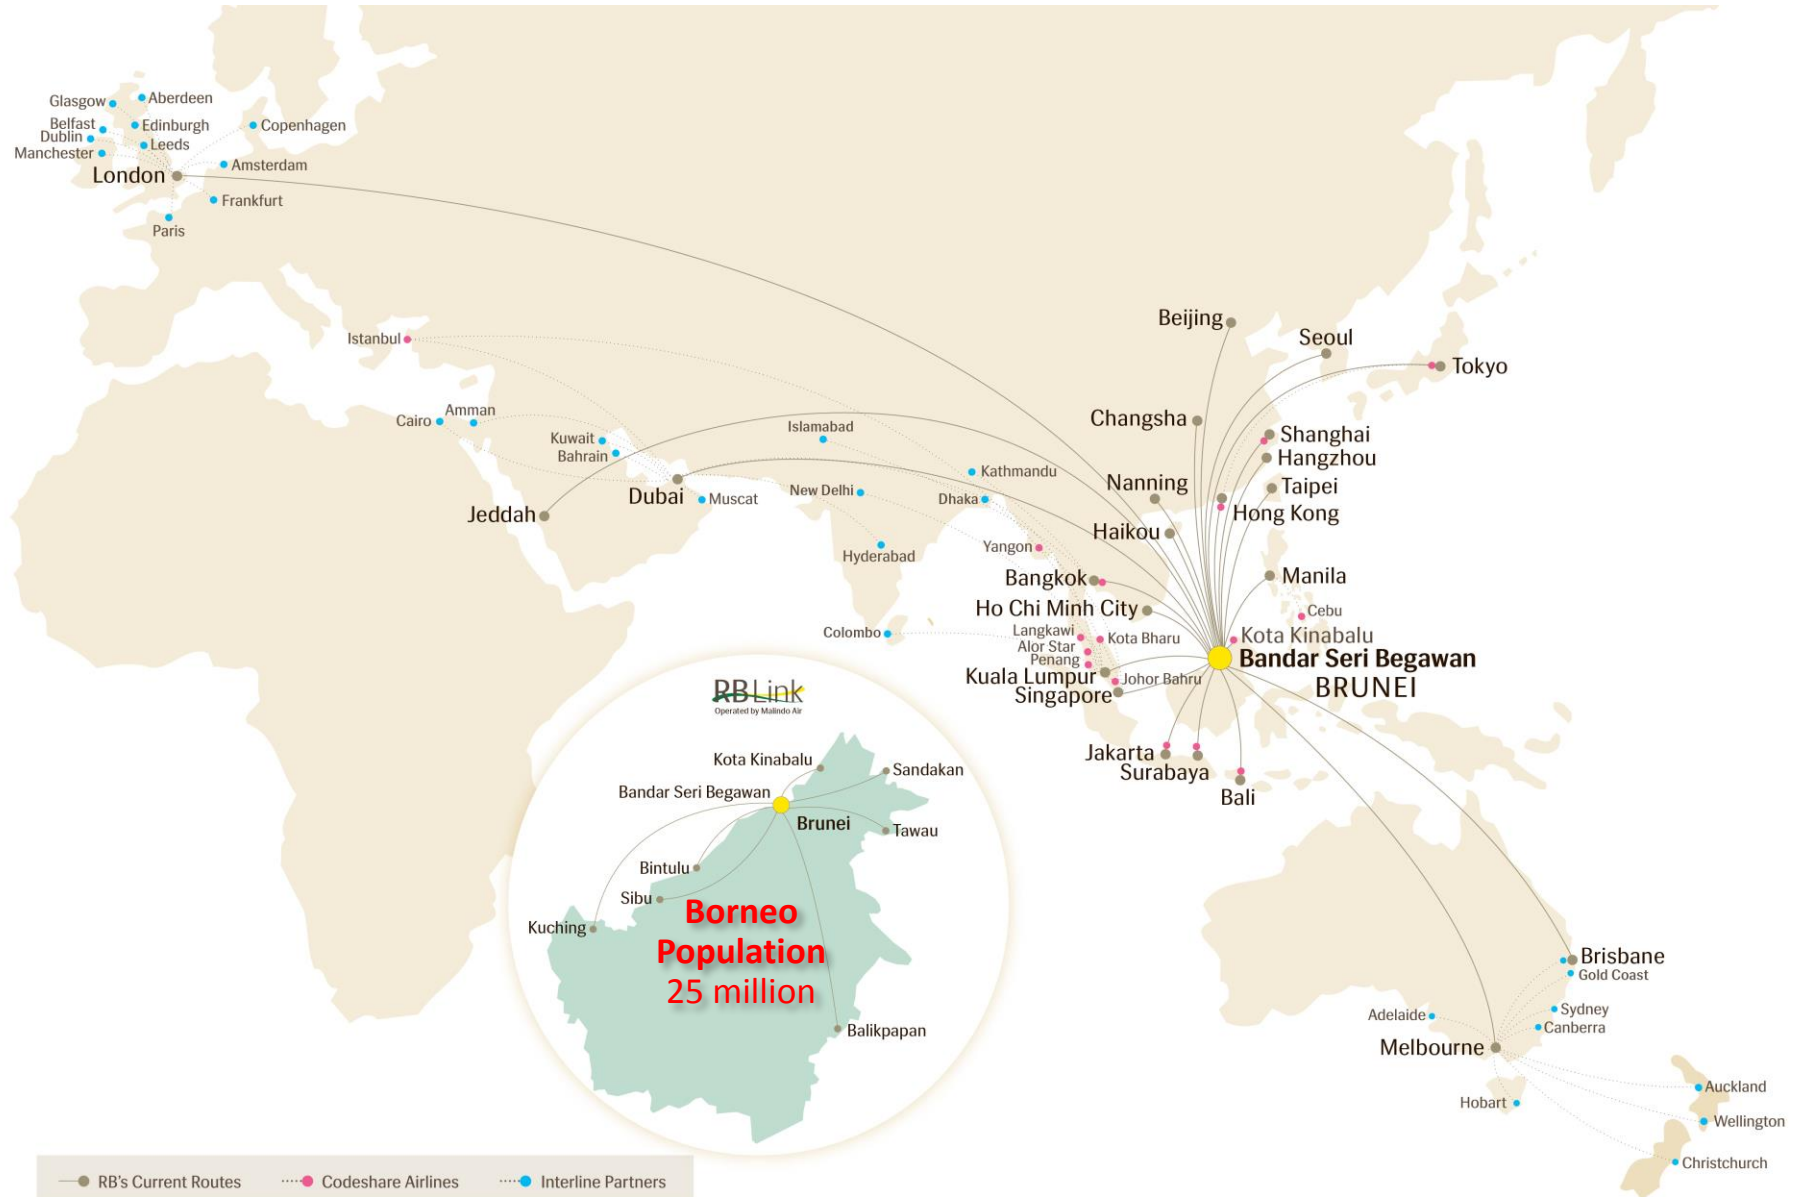 Glasgow
Aberdeen
Belfast
Edinburgh
Copenhagen
Dublin
Leeds
Manchester
Amsterdam
London
Frankfurt
Paris
Istanbul
Beijing
Seoul
Tokyo
Cairo
Amman
Kuwait
Bahrain
Islamabad
Changsha
Shanghai
Hangzhou
Dubai
Muscat
New Delhi
Kathmandu
Dhaka
Nanning
Taipei
Jeddah
Hong Kong
Haikou
Hyderabad
Yangon
Bangkok
Manila
Ho Chi Minh City
Cebu
Colombo
Langkawi
Kota Bharu
Kota Kinabalu
Alor Star
Penang
Bandar Seri Begawan
BRUNEI
Kuala Lumpur
Johor Bahru
Singapore
Jakarta
Surabaya
Bali
RBLink
Operated by Malindo Air
Kota Kinabalu
Sandakan
Bandar Seri Begawan
Brunei
Tawau
Bintulu
Sibu
Kuching
Borneo
Population
25 million
Balikpapan
Brisbane
Gold Coast
Adelaide
Sydney
Canberra
Melbourne
Hobart
Auckland
Wellington
Christchurch
RB's Current Routes
Codeshare Airlines
Interline Partners